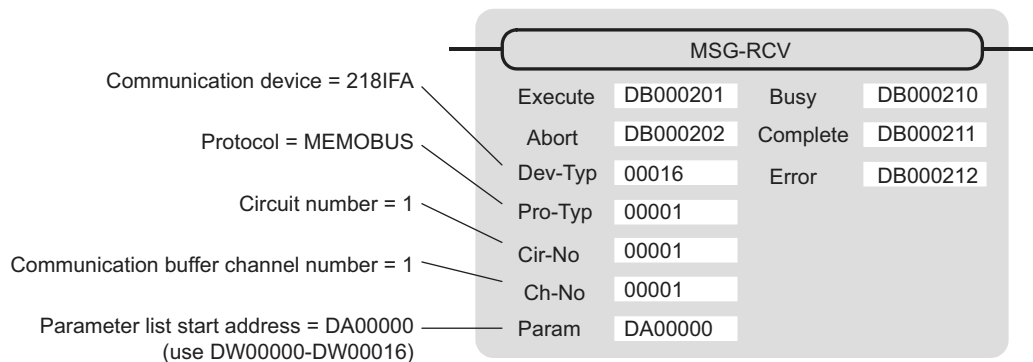 MSG-RCV
Communication device = 218IFA
Execute DB000201 Busy DB000210
Protocol = MEMOBUS
Abort DB000202 Complete DB000211
Dev-Typ 00016 Error DB000212
Circuit number = 1
Pro-Typ 00001
Cir-No 00001
Communication buffer channel number = 1
Ch-No 00001
Parameter list start address = DA00000
Param DA00000
(use DW00000-DW00016)